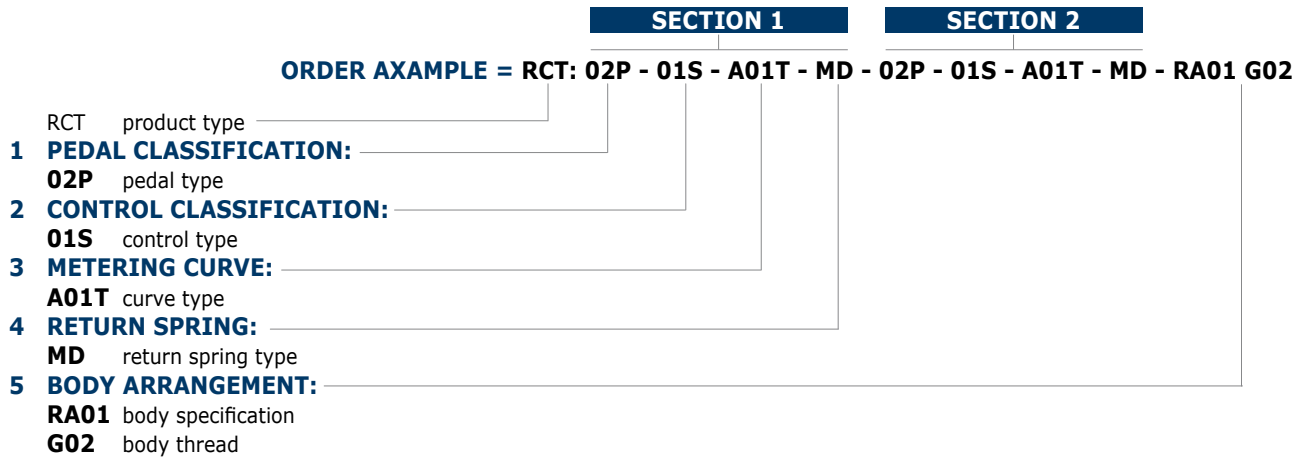 SECTION 1 SECTION 2
ORDER AXAMPLE = RCT: 02P - 01S - A01T - MD - 02P - 01S - A01T - MD - RA01 G02
RCT product type
1 PEDAL CLASSIFICATION:
02P pedal type
2 CONTROL CLASSIFICATION:
01S control type
3 METERING CURVE:
A01T curve type
4 RETURN SPRING:
MD return spring type
5 BODY ARRANGEMENT:
RA01 body specification
G02 body thread